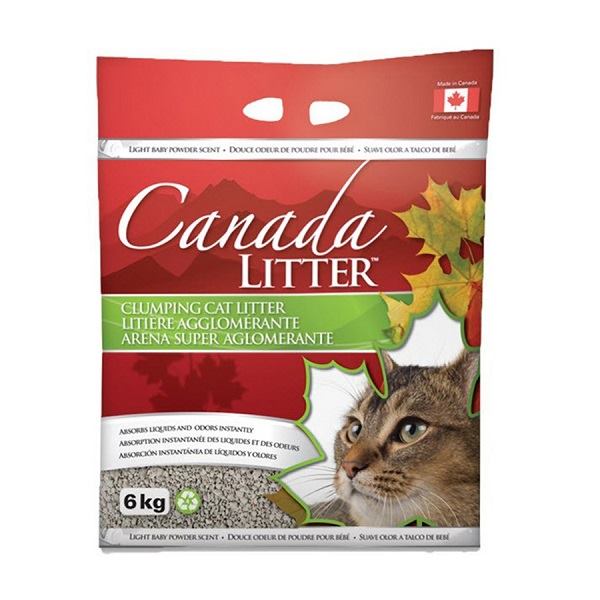 Made in Canada
Fabriqué au Canada
LIGHT BABY POWDER SCENT • DOUCE ODEUR DE POUDRE POUR BÉBÉ • SUAVE OLOR A TALCO DE BEBÉ
Canada
LITTER™
CLUMPING CAT LITTER
LITIÈRE AGGLOMÉRANTE
ARENA SUPER AGLOMERANTE
ABSORBS LIQUIDS AND ODORS INSTANTLY
ABSORPTION INSTANTANÉE DES LIQUIDES ET DES ODEURS
ABSORCIÓN INSTANTÁNEA DE LÍQUIDOS Y OLORES
6 kg
LIGHT BABY POWDER SCENT • DOUCE ODEUR DE POUDRE POUR BÉBÉ • SUAVE OLOR A TALCO DE BEBÉ